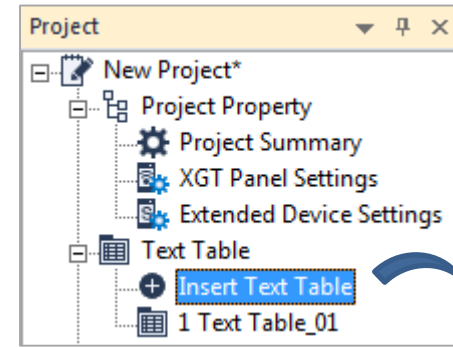 Project
New Project*
Project Property
Project Summary
XGT Panel Settings
Extended Device Settings
Text Table
Insert Text Table
1 Text Table_01